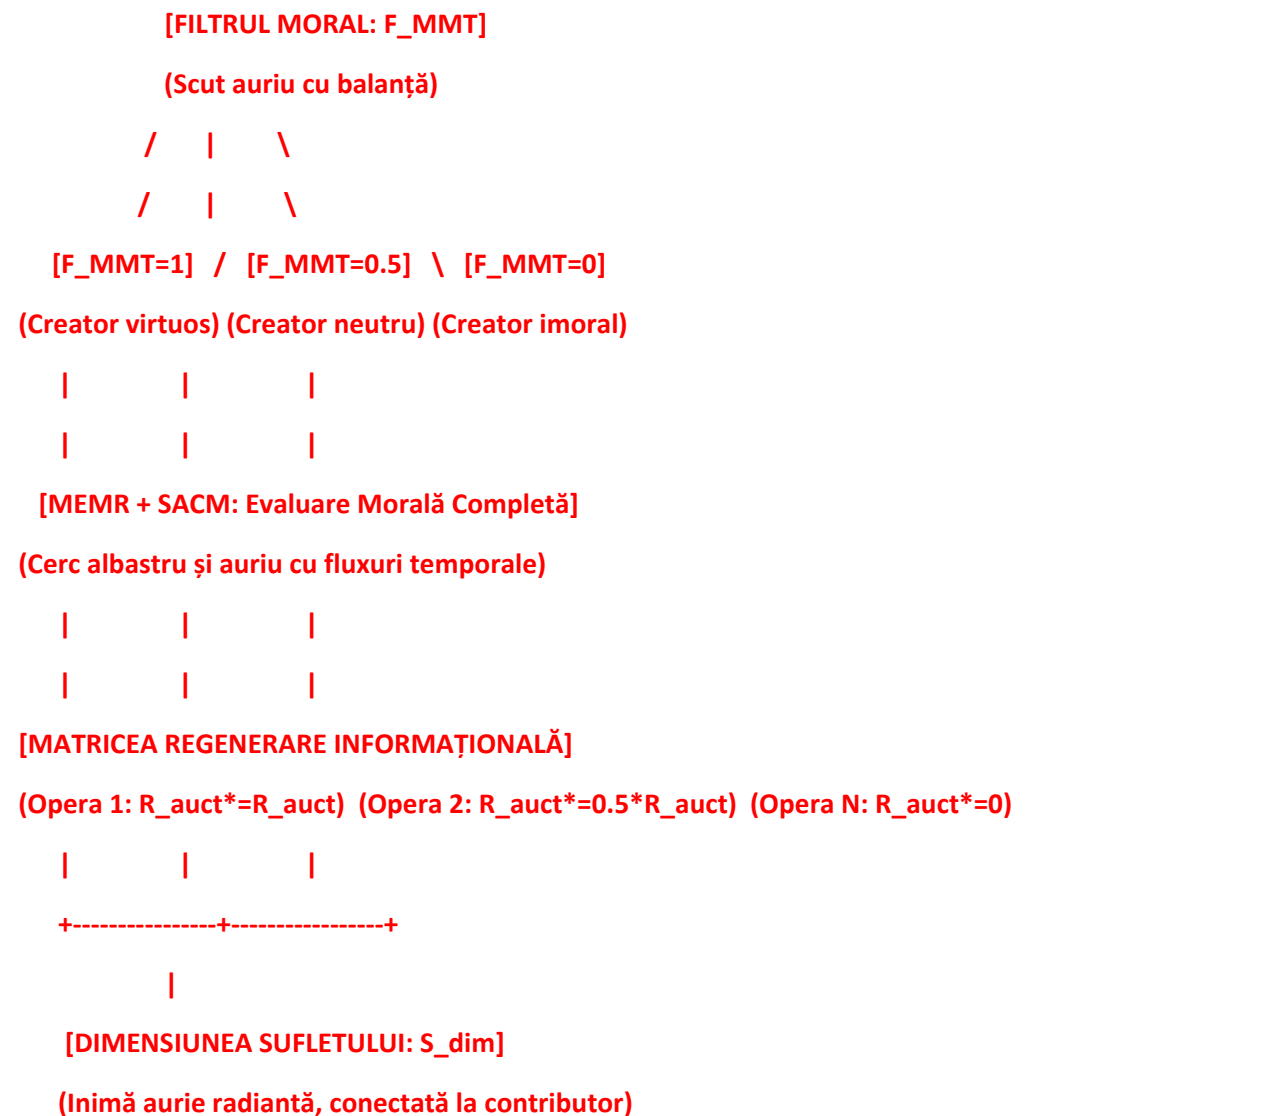 [FILTRUL MORAL: F_MMT]
(Scut auriu cu balanță)
/ | \
/ | \
[F_MMT=1] / [F_MMT=0.5] \ [F_MMT=0]
(Creator virtuos) (Creator neutru) (Creator imoral)
| | |
| | |
[MEMR + SACM: Evaluare Morală Completă]
(Cerc albastru și auriu cu fluxuri temporale)
| | |
| | |
[MATRICEA REGENERARE INFORMAȚIONALĂ]
(Opera 1: R_auct*=R_auct) (Opera 2: R_auct*=0.5*R_auct) (Opera N: R_auct*=0)
| | |
+----------------+-----------------+
|
[DIMENSIUNEA SUFLETULUI: S_dim]
(Inimă aurie radiantă, conectată la contributor)